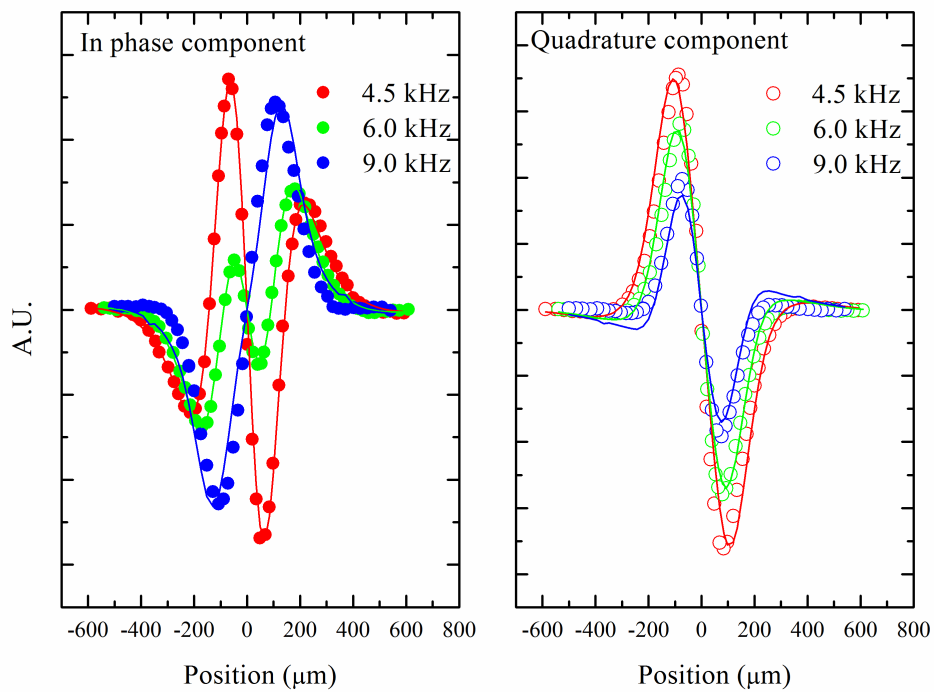 In phase component
4.5 kHz
6.0 kHz
9.0 kHz
A.U.
-600 -400 -200 0 200 400 600 800
Position (μm)
Quadrature component
4.5 kHz
6.0 kHz
9.0 kHz
-600 -400 -200 0 200 400 600 800
Position (μm)